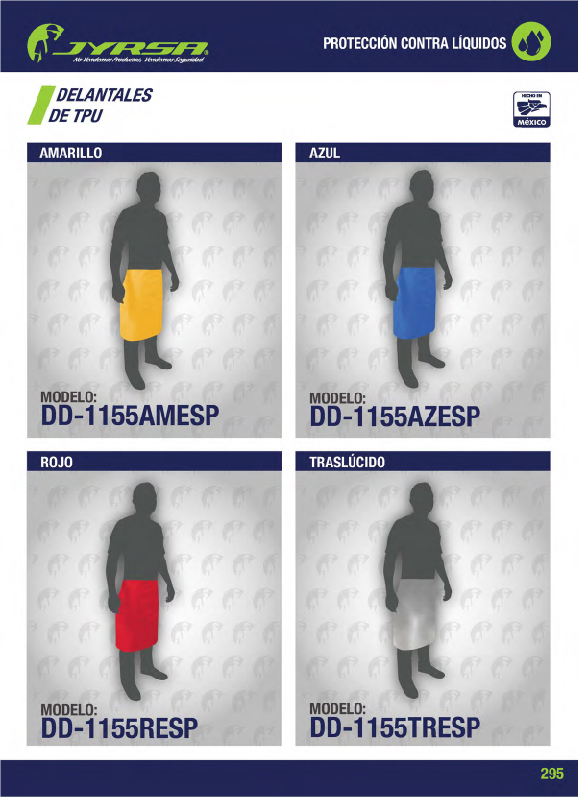 JYRSA®
No Vendemos Productos, Vendemos Seguridad
PROTECCIÓN CONTRA LÍQUIDOS
DELANTALES
DE TPU
HECHO EN
MéXICO
AMARILLO
AZUL
MODELO:
DD-1155AMESP
MODELO:
DD-1155AZESP
ROJO
TRASLÚCIDO
MODELO:
DD-1155RESP
MODELO:
DD-1155TRESP
295